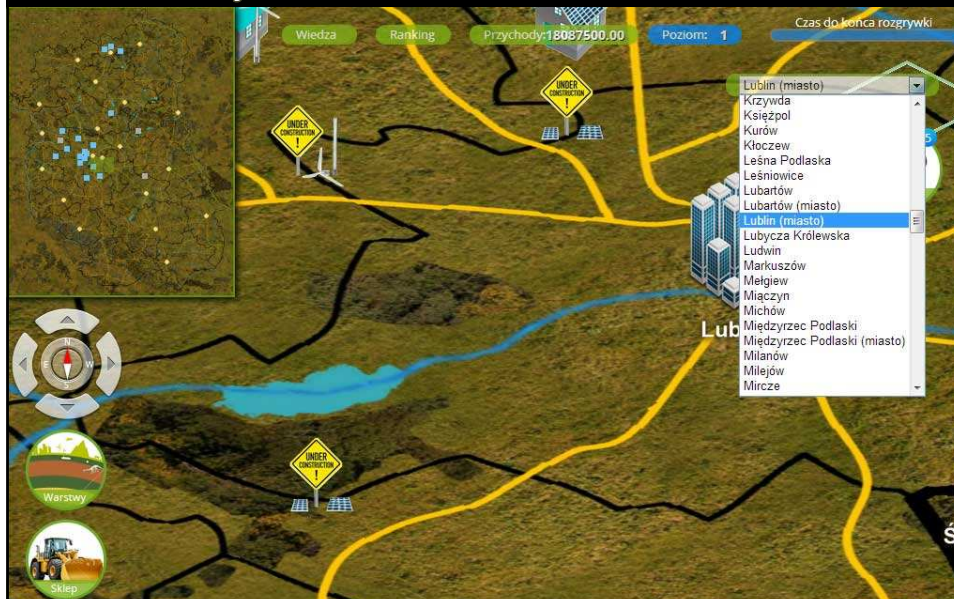 Wiedza
Ranking
Przychody:18087500.00
Poziom: 1
Czas do końca rozgrywki
Lublin (miasto)
Krzywda
Księżpol
Kurów
Kłoczew
Leśna Podlaska
Leśniowice
Lubartów
Lubartów (miasto)
Lublin (miasto)
Lubycza Królewska
Ludwin
Markuszów
Mełgiew
Miączyn
Michów
Międzyrzec Podlaski
Międzyrzec Podlaski (miasto)
Milanów
Milejów
Mircze
5
UNDER
CONSTRUCTION
!
UNDER
CONSTRUCTION
!
Lub
N
E
W
S
UNDER
CONSTRUCTION
!
Warstwy
Sklep
Ś